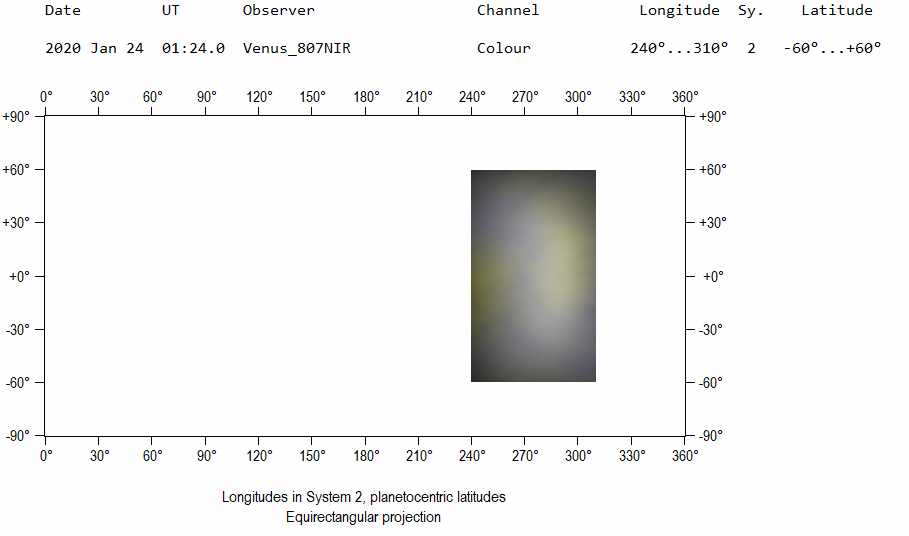 Date UT Observer Channel Longitude Sy. Latitude
2020 Jan 24 01:24.0 Venus_807NIR Colour 240°...310° 2 -60°...+60°
0° 30° 60° 90° 120° 150° 180° 210° 240° 270° 300° 330° 360°
+90° +90°
+60° +60°
+30° +30°
+0° +0°
-30° -30°
-60° -60°
-90° -90°
0° 30° 60° 90° 120° 150° 180° 210° 240° 270° 300° 330° 360°
Longitudes in System 2, planetocentric latitudes
Equirectangular projection